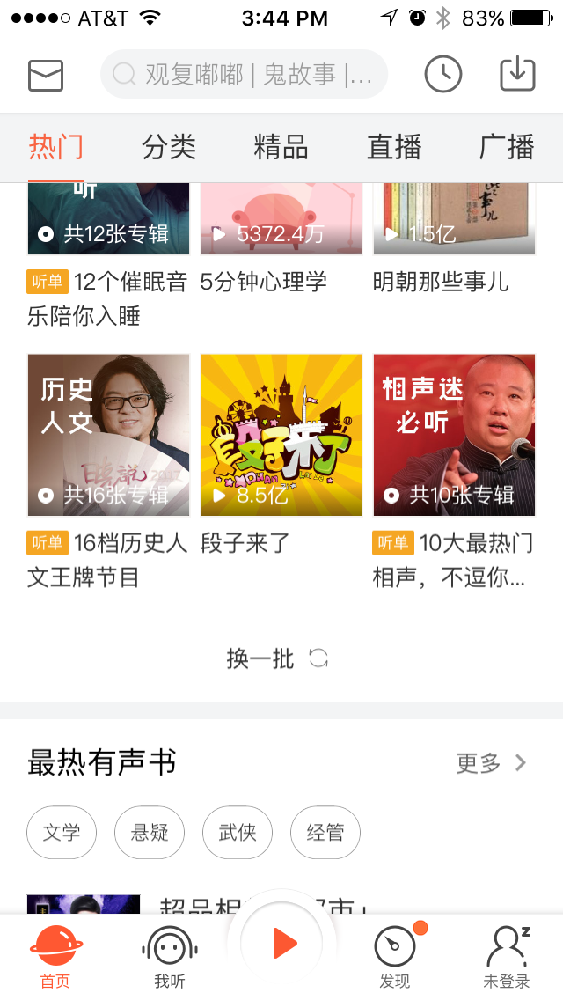 AT&T 3:44 PM 83%
观复嘟嘟 | 鬼故事 |...
热门 分类 精品 直播 广播
听
共12张专辑 5372.4万 1.5亿
听单 12个催眠音 5分钟心理学 明朝那些事儿
乐陪你入睡
历史 相声迷
人文 必听
段子来了
共16张专辑 8.5亿 共10张专辑
听单 16档历史人 段子来了 听单 10大最热门
文王牌节目 相声，不逗你...
换一批
最热有声书 更多
文学 悬疑 武侠 经管
首页 我听 发现 未登录